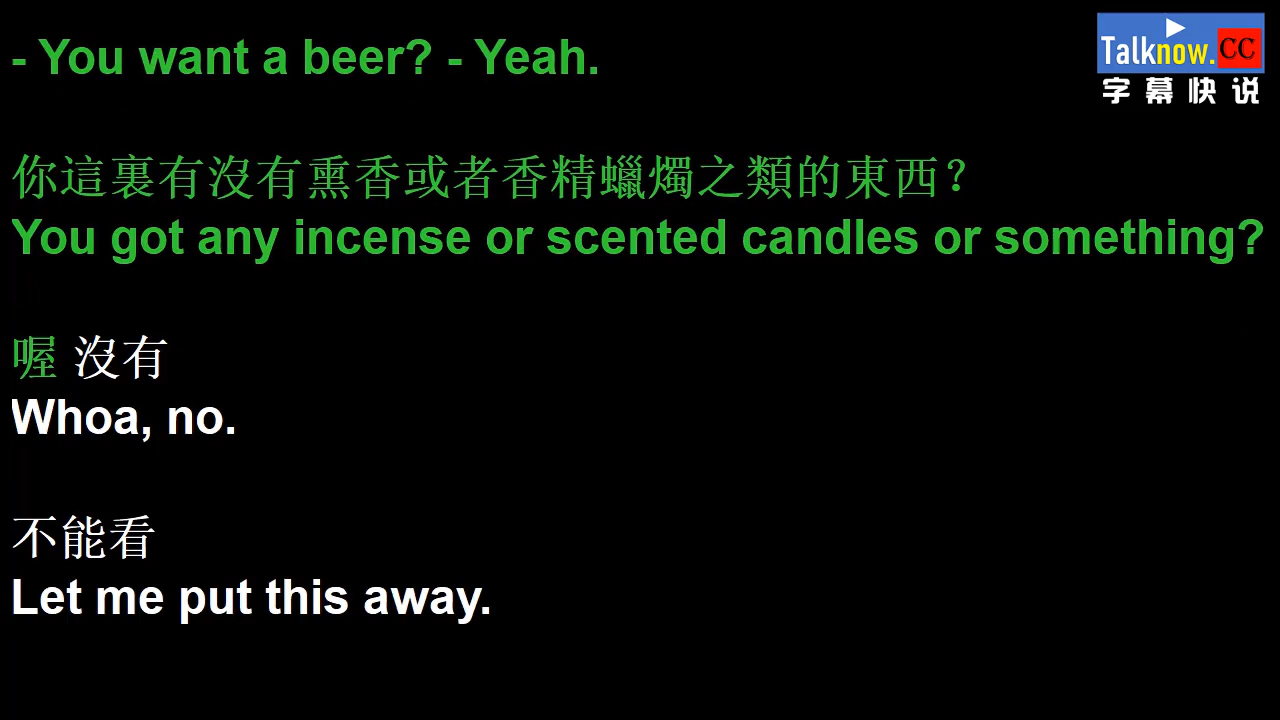 - You want a beer? - Yeah.
Talknow.CC
字幕快说
你這裏有沒有熏香或者香精蠟燭之類的東西？
You got any incense or scented candles or something?
喔 沒有
Whoa, no.
不能看
Let me put this away.